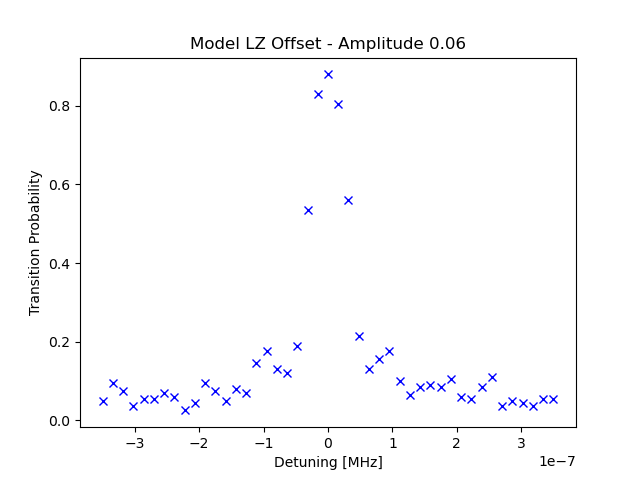 Model LZ Offset - Amplitude 0.06
Transition Probability
0.8
0.6
0.4
0.2
0.0
−3 −2 −1 0 1 2 3
Detuning [MHz]
1e−7